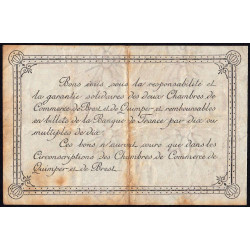 Bons émis sous la responsabilité et
la garantie solidaires des deux Chambres de
Commerce de Brest et de Quimper et remboursables
en billets de la Banque de France par dix ou
multiples de dix.
Ces bons n'auront cours que dans les
Circonscriptions des Chambres de Commerce de
Quimper et de Brest.